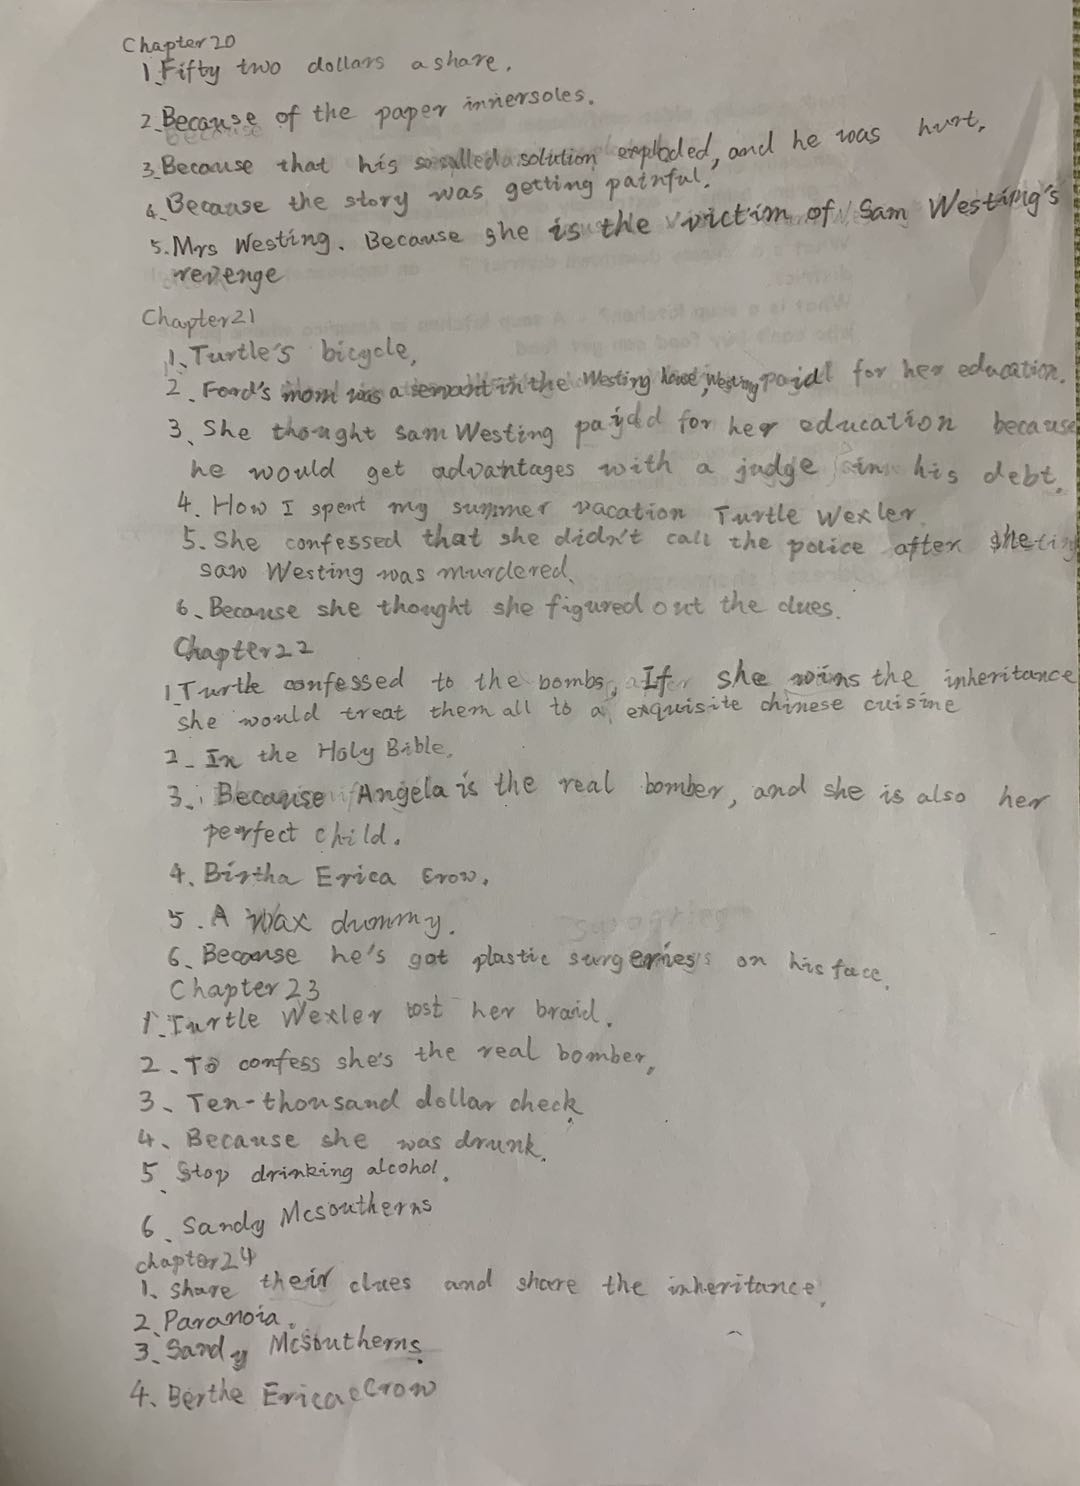 Chapter 20
1. Fifty two dollars a share.
2. Because of the paper innersoles.
3. Because that his so called solution exploded, and he was hurt.
4. Because the story was getting painful.
5. Mrs Westing. Because she is the victim of Sam Westing's
revenge
Chapter 21
1. Turtle's bicycle.
2. Ford's mom was a servant in the Westing house, Westing paid for her education.
3. She thought Sam Westing paid for her education because
he would get advantages with a judge in his debt.
4. How I spent my summer vacation Turtle Wexler.
5. She confessed that she didn't call the police after she
saw Westing was murdered.
6. Because she thought she figured out the clues.
Chapter 22
1 Turtle confessed to the bombs, If she wins the inheritance
she would treat them all to a exquisite chinese cuisine
2. In the Holy Bible.
3. Because Angela is the real bomber, and she is also her
perfect child.
4. Birtha Erica Crow.
5. A wax dummy.
6. Because he's got plastic surgeries on his face.
Chapter 23
1. Turtle Wexler lost her braid.
2. To confess she's the real bomber.
3. Ten-thousand dollar check.
4. Because she was drunk.
5. Stop drinking alcohol.
6. Sandy Mcsoutherns
chapter 24
1. share their clues and share the inheritance.
2. Paranoia.
3. Sandy Mcsoutherns.
4. Berthe Erica Crow